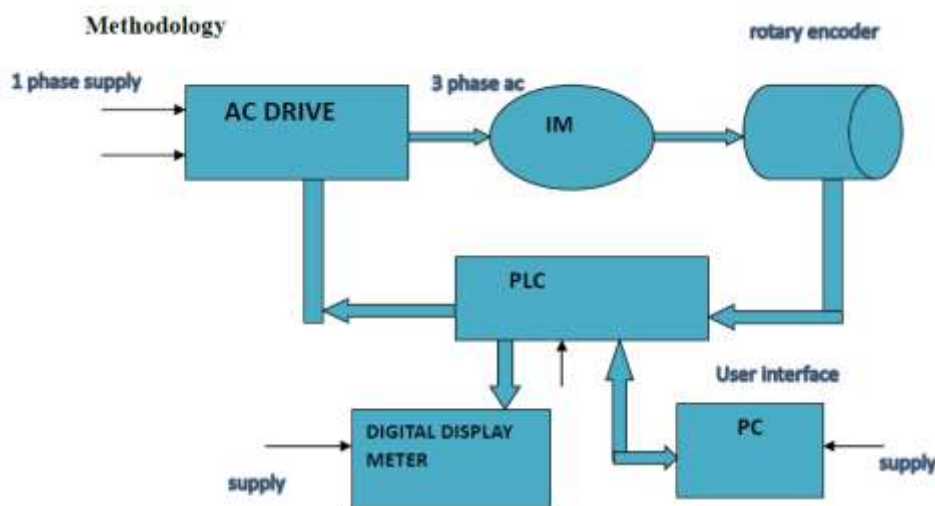 Methodology
rotary encoder
1 phase supply
3 phase ac
AC DRIVE
IM
PLC
User interface
DIGITAL DISPLAY
METER
PC
supply
supply